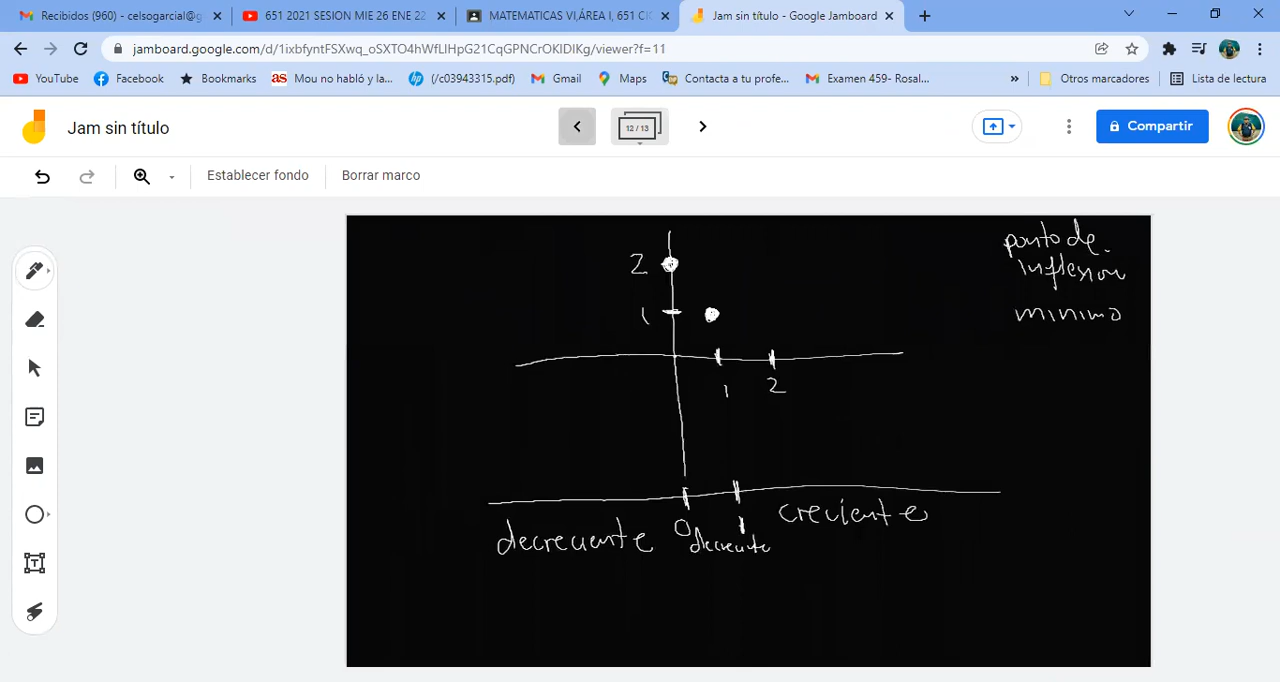 Recibidos (960) - celsogarcial@g
651 2021 SESION MIE 26 ENE 22
MATEMATICAS VI,ÁREA I, 651 CIC
Jam sin título - Google Jamboard
jamboard.google.com/d/1ixbfyntFSXwq_oSXTO4hWfLlHpG21CqGPNCrOKIDIKg/viewer?f=11
YouTube
Facebook
Bookmarks
Mou no habló y la...
(/c03943315.pdf)
Gmail
Maps
Contacta a tu profe...
Examen 459- Rosal...
»
Otros marcadores
Lista de lectura
Jam sin título
12 / 13
Compartir
Establecer fondo
Borrar marco
punto de
inflexion
minimo
2
1
1
2
0
1
decreciente
decreciente
creciente